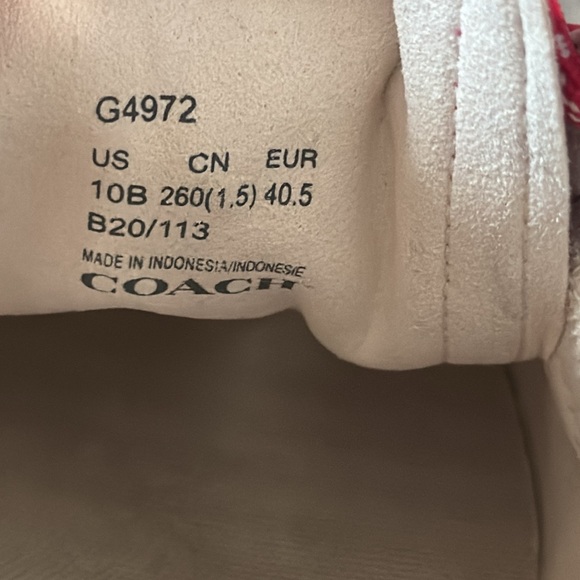 G4972
US CN EUR
10B 260(1.5) 40.5
B20/113
MADE IN INDONESIA/INDONESIE
COACH